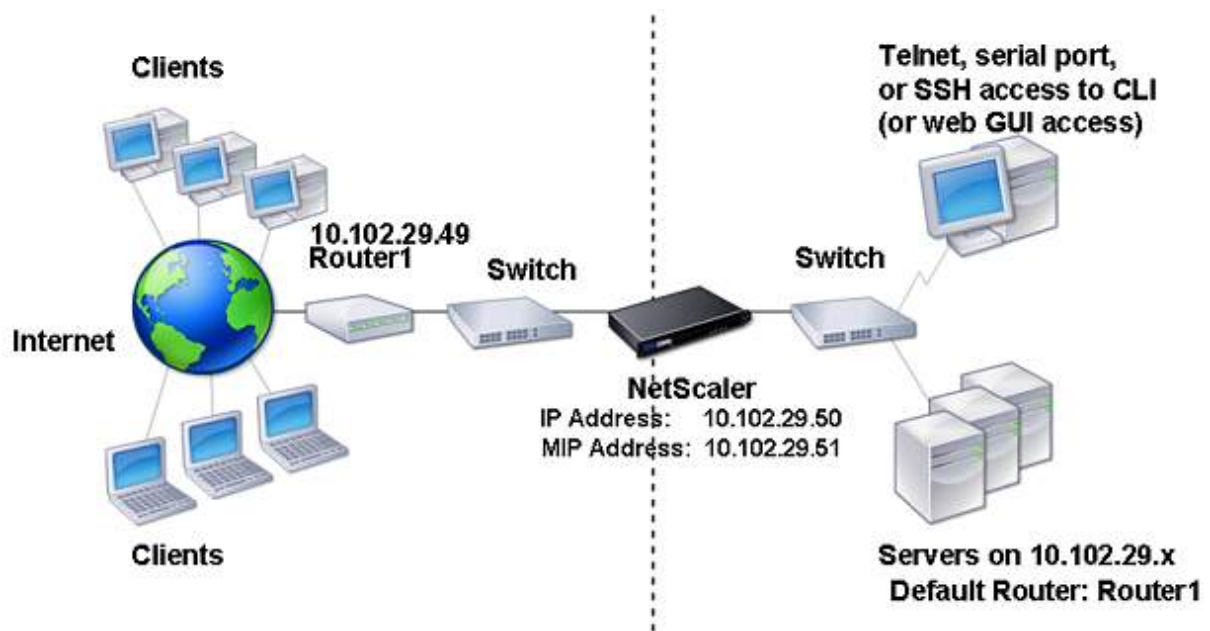 Clients
Telnet, serial port,
or SSH access to CLI
(or web GUI access)
10.102.29.49
Router1
Switch
Switch
Internet
NetScaler
IP Address: 10.102.29.50
MIP Address: 10.102.29.51
Clients
Servers on 10.102.29.x
Default Router: Router1